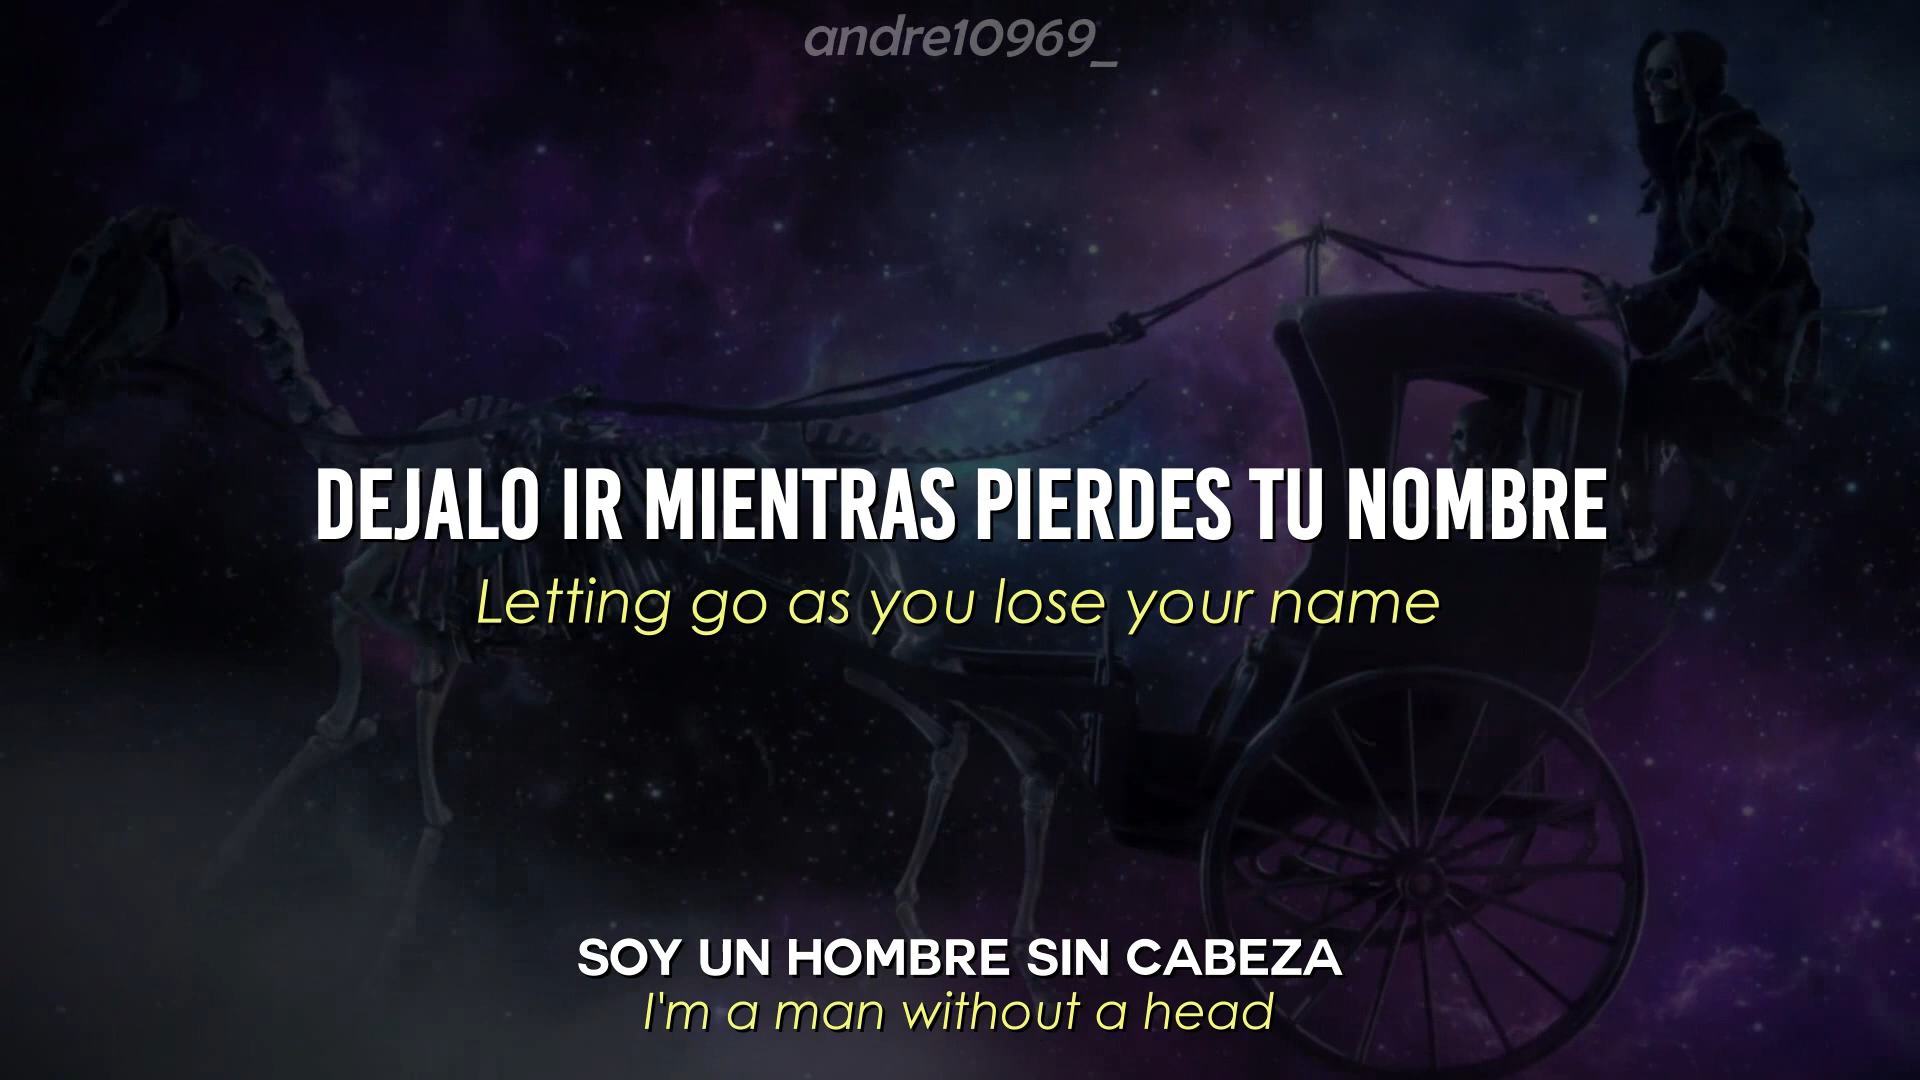 andre10969_
DEJALO IR MIENTRAS PIERDES TU NOMBRE
Letting go as you lose your name
SOY UN HOMBRE SIN CABEZA
I'm a man without a head